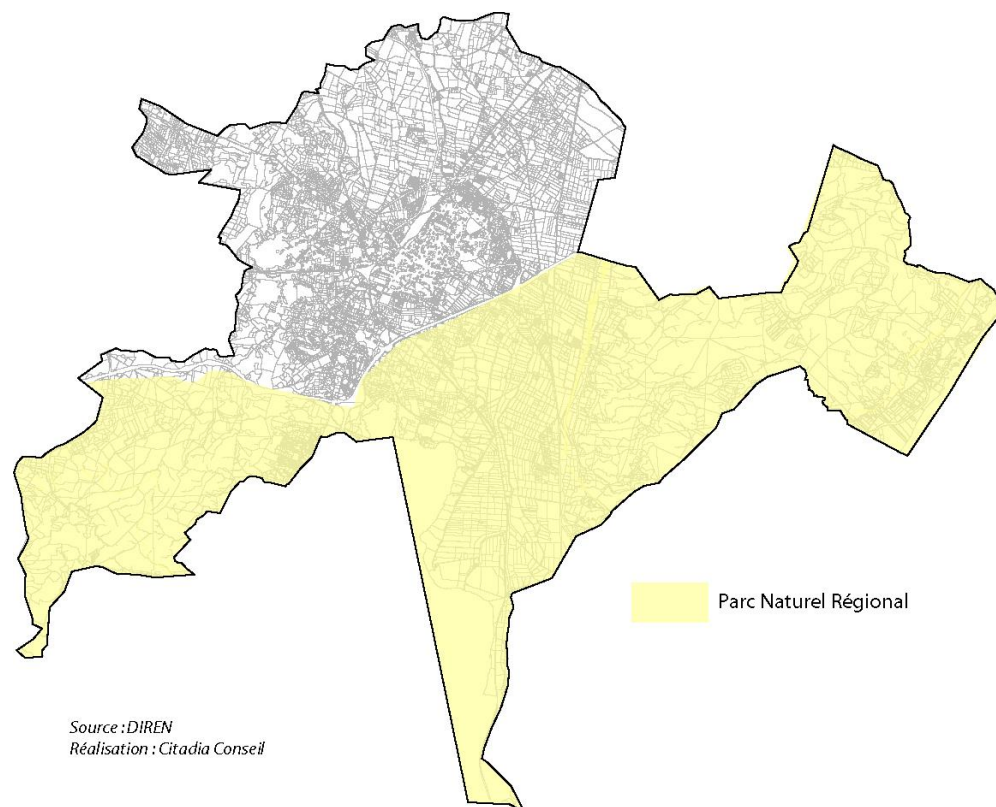 Parc Naturel Régional
Source : DIREN
Réalisation : Citadia Conseil